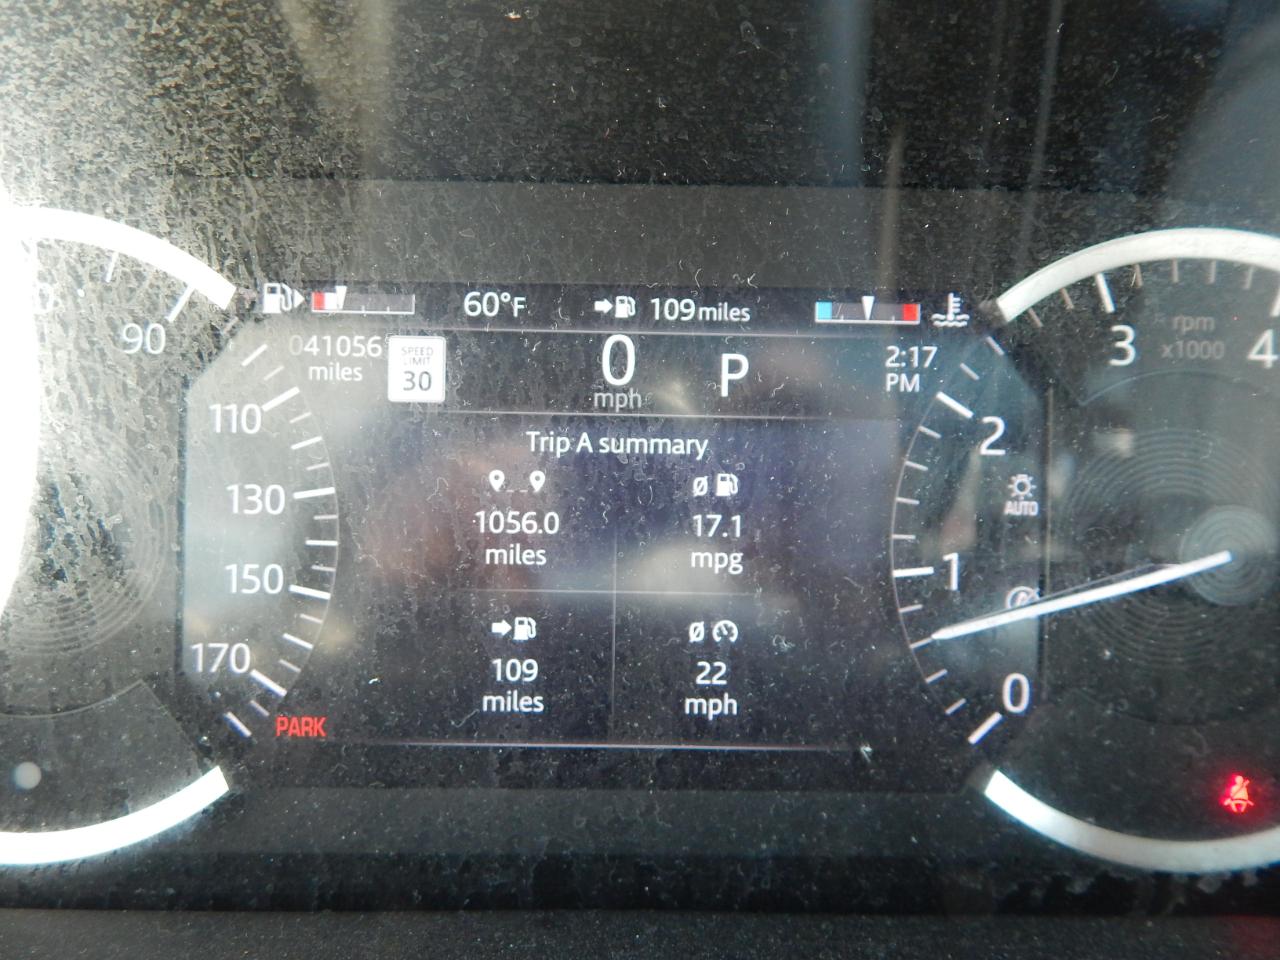 60°F
109 miles
041056
miles
SPEED
LIMIT
30
0
mph
P
2:17
PM
90
110
130
150
170
Trip A summary
1056.0
miles
17.1
mpg
109
miles
22
mph
PARK
3
rpm
x1000
4
2
AUTO
1
0